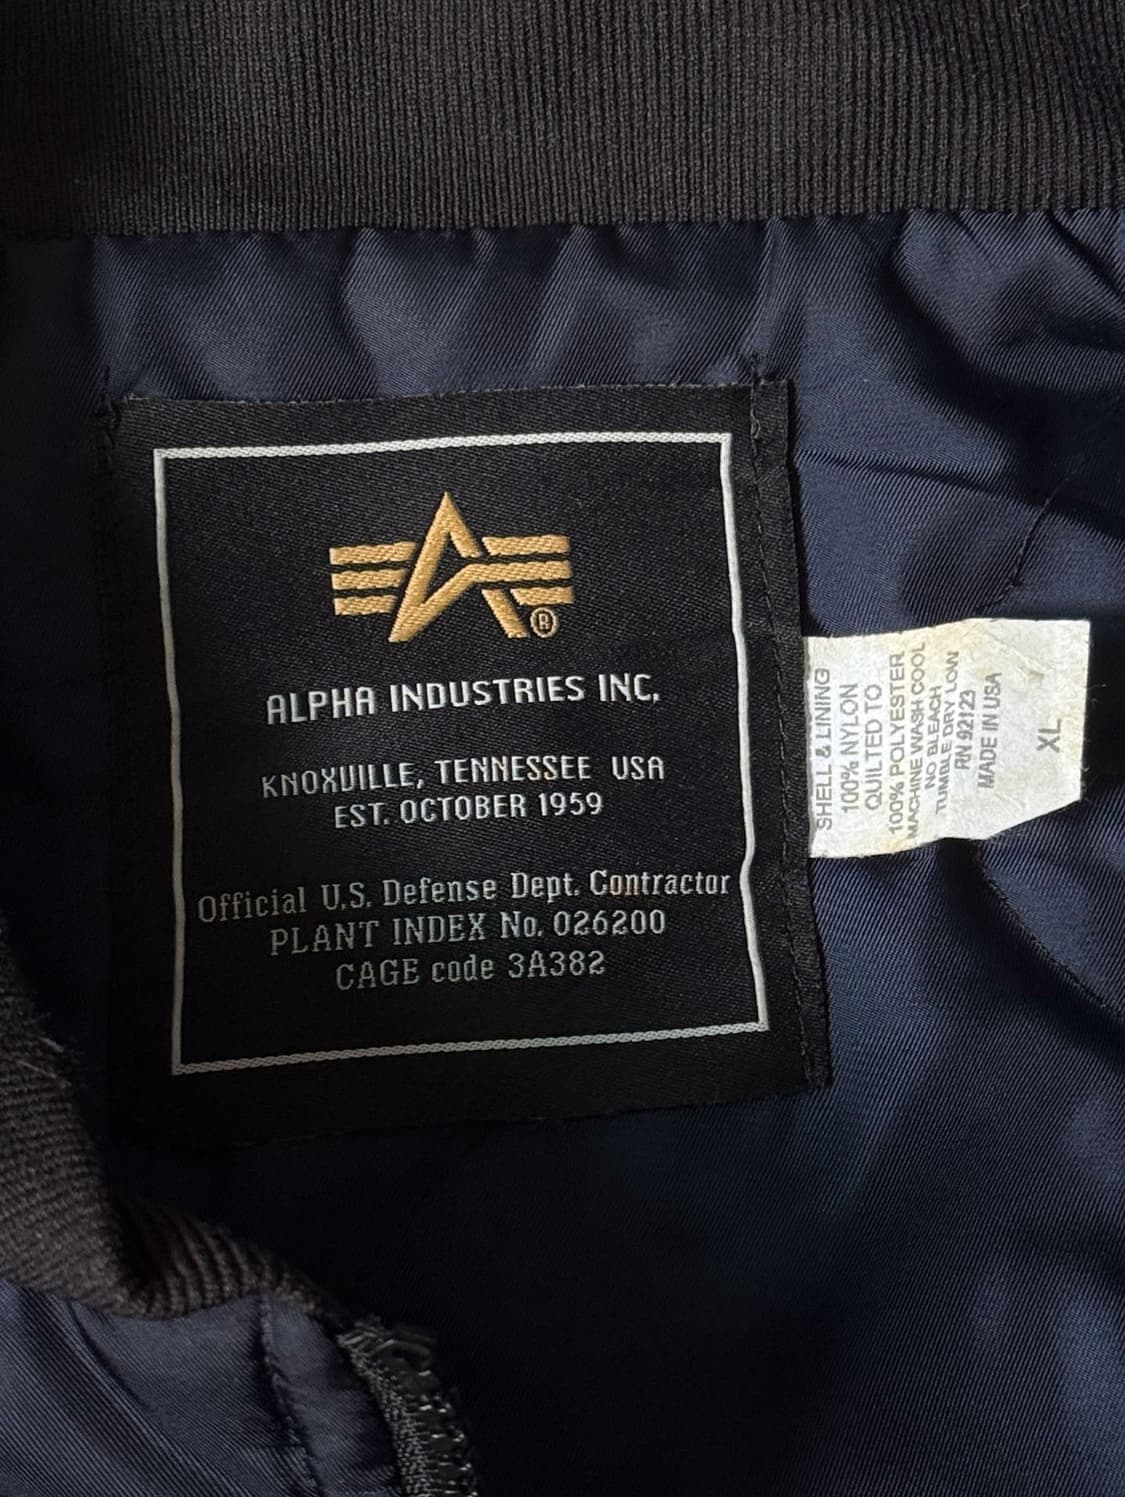 ®
ALPHA INDUSTRIES INC.
KNOXVILLE, TENNESSEE USA
EST. OCTOBER 1959
Official U.S. Defense Dept. Contractor
PLANT INDEX No. 026200
CAGE code 3A382
SHELL & LINING
100% NYLON
QUILTED TO
100% POLYESTER
MACHINE WASH COOL
NO BLEACH
TUMBLE DRY LOW
RN 92123
MADE IN USA
XL